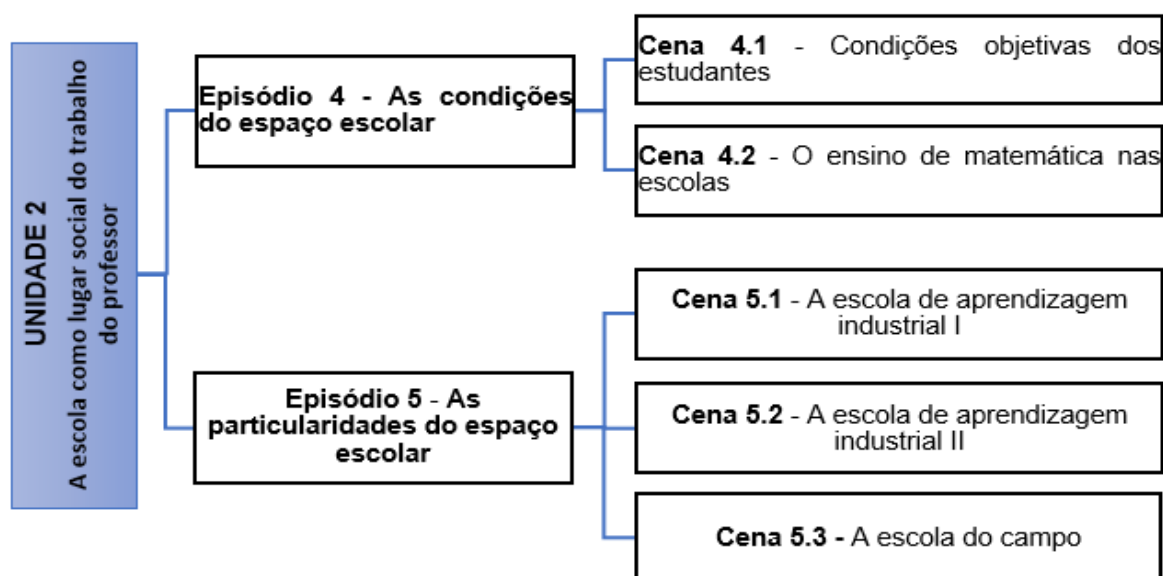 UNIDADE 2
A escola como lugar social do trabalho
do professor
Episódio 4 - As condições
do espaço escolar
Cena 4.1 - Condições objetivas dos
estudantes
Cena 4.2 - O ensino de matemática nas
escolas
Episódio 5 - As
particularidades do espaço
escolar
Cena 5.1 - A escola de aprendizagem
industrial I
Cena 5.2 - A escola de aprendizagem
industrial II
Cena 5.3 - A escola do campo